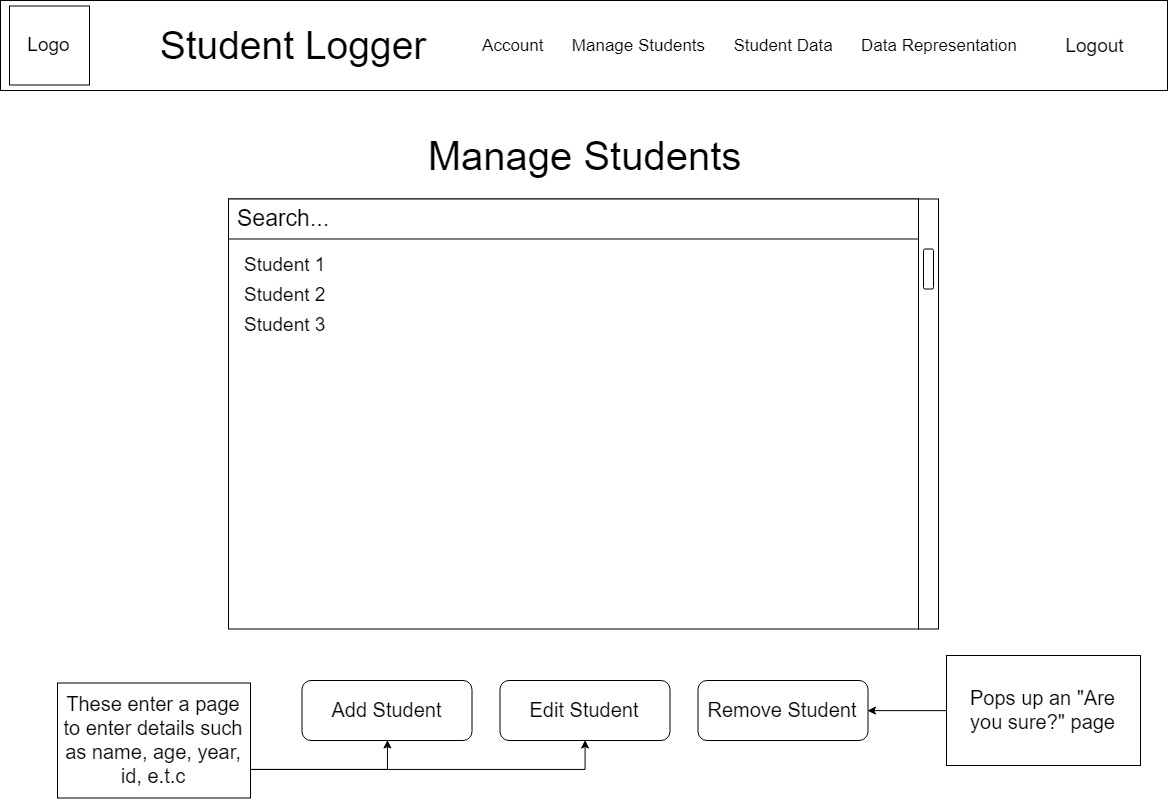 Logo
Student Logger
Account
Manage Students
Student Data
Data Representation
Logout
Manage Students
Search...
Student 1
Student 2
Student 3
These enter a page
to enter details such
as name, age, year,
id, e.t.c
Add Student
Edit Student
Remove Student
Pops up an "Are
you sure?" page